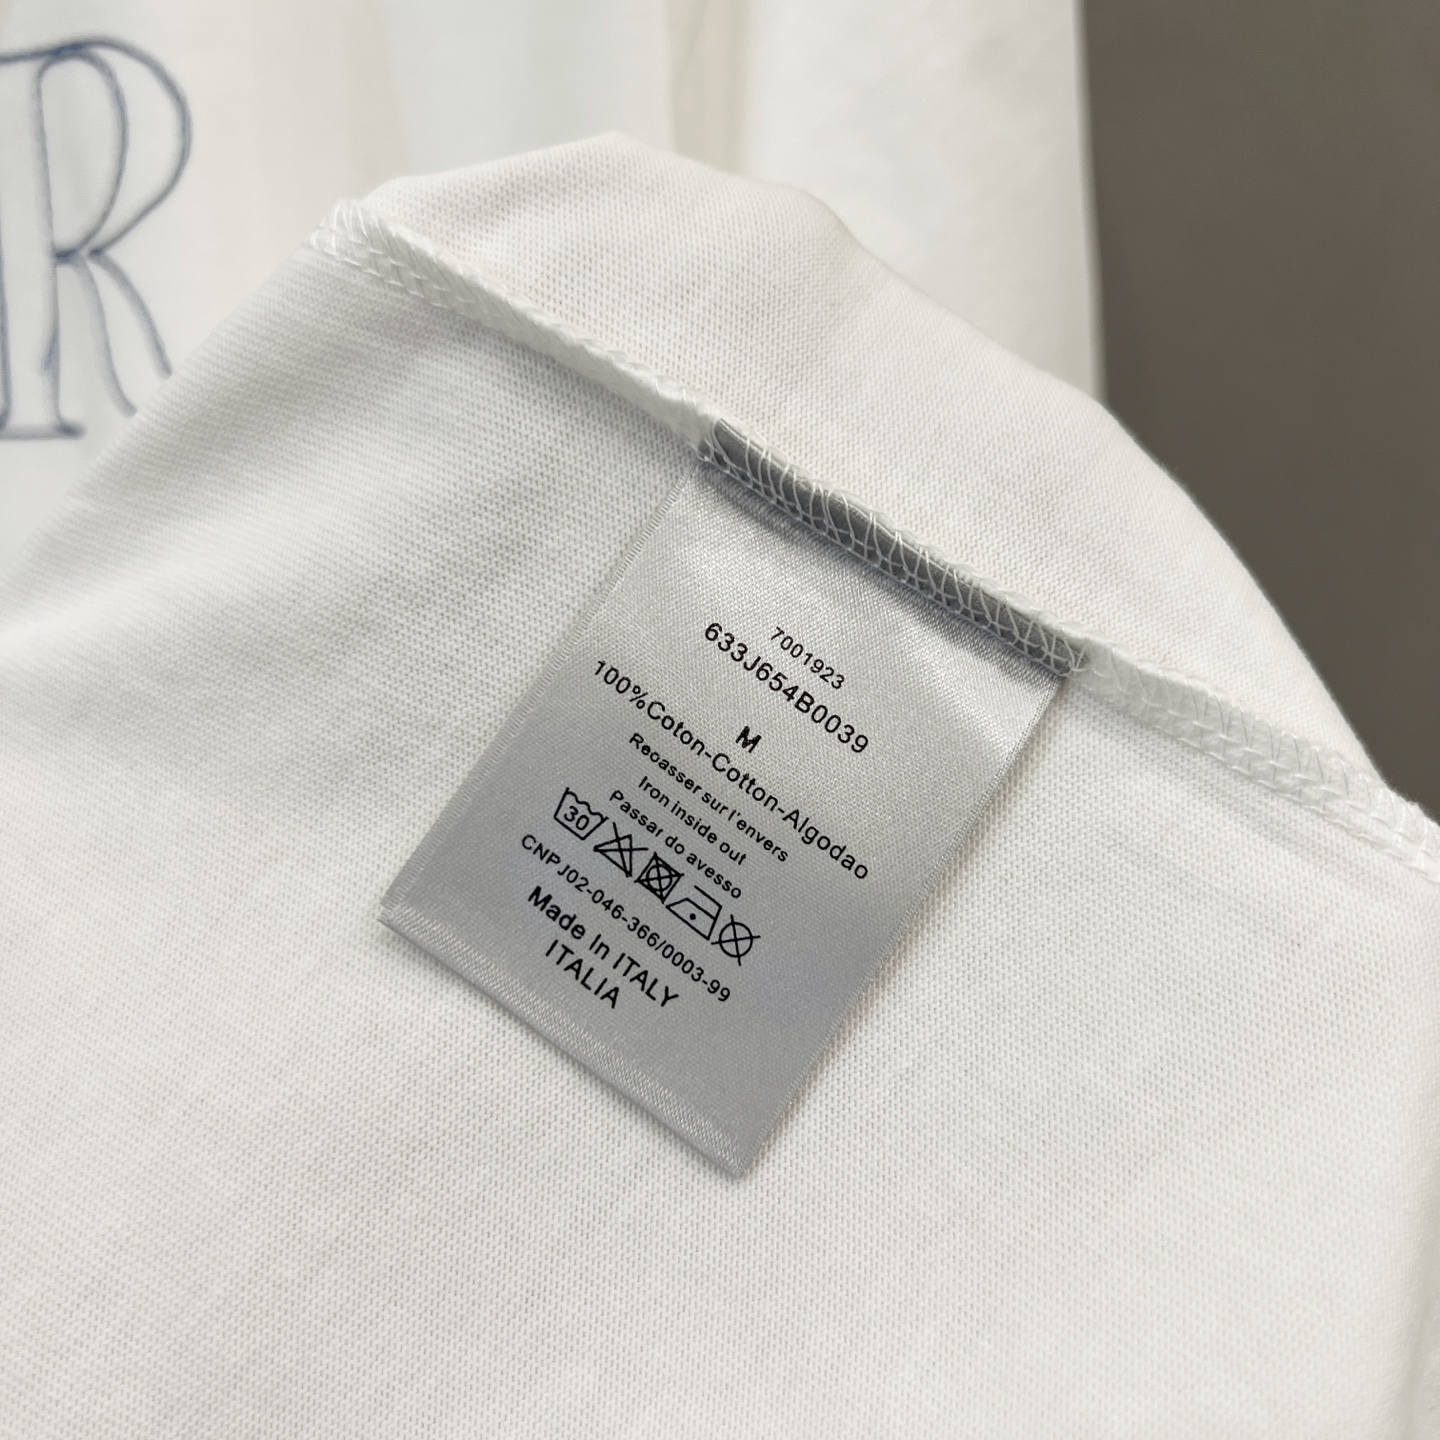 R
7001923
633J654B0039
M
100%Coton-Cotton-Algodao
Reoasser sur l'envers
Iron inside out
Passar do avesso
30
CNPJ02-046-366/0003-99
Made In ITALY
ITALIA